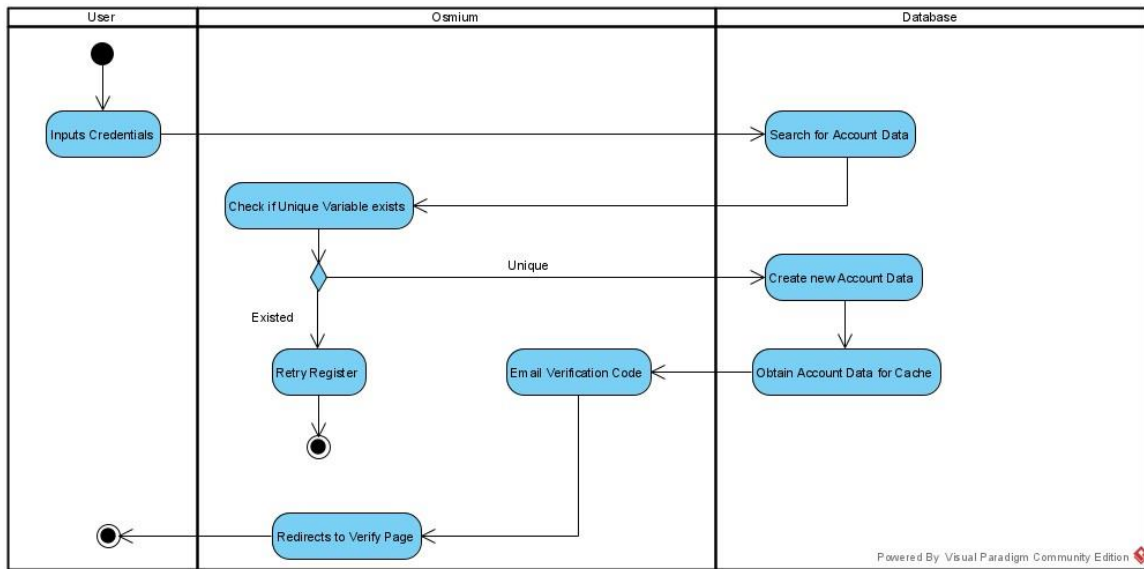 User
Osmium
Database
Inputs Credentials
Search for Account Data
Check if Unique Variable exists
Unique
Create new Account Data
Existed
Retry Register
Email Verification Code
Obtain Account Data for Cache
Redirects to Verify Page
Powered By Visual Paradigm Community Edition